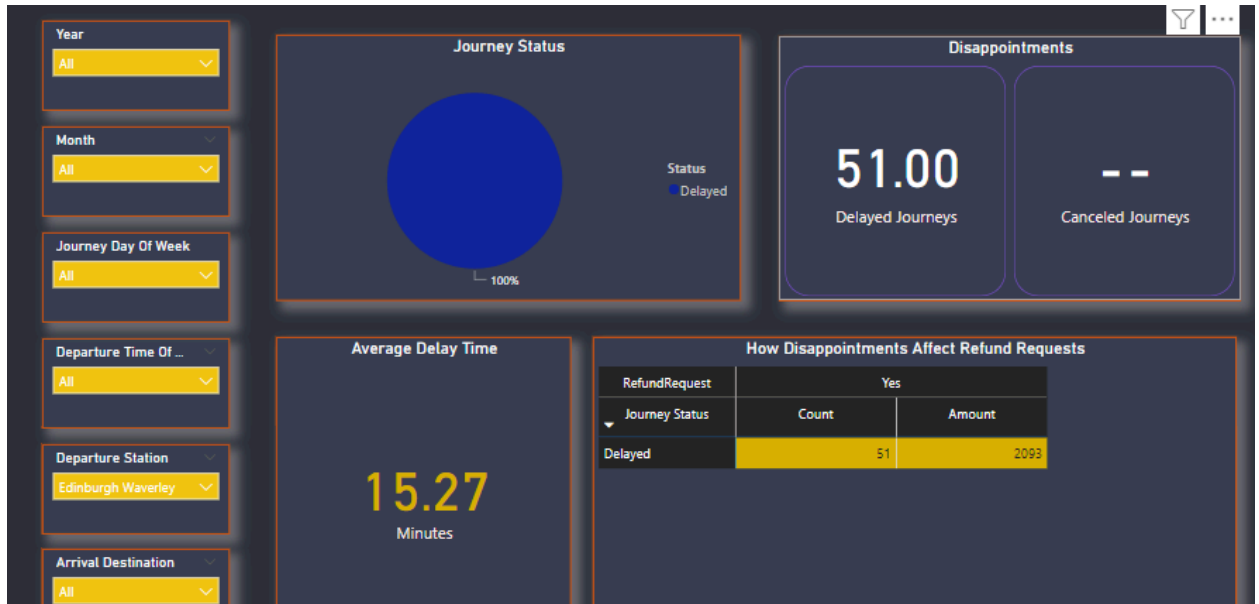 Year
All
Month
All
Journey Day Of Week
All
Departure Time Of ...
All
Departure Station
Edinburgh Waverley
Arrival Destination
All
Journey Status
Status
Delayed
100%
Disappointments
51.00
Delayed Journeys
--
Canceled Journeys
Average Delay Time
15.27
Minutes
How Disappointments Affect Refund Requests
RefundRequest Yes
Journey Status Count Amount
Delayed 51 2093